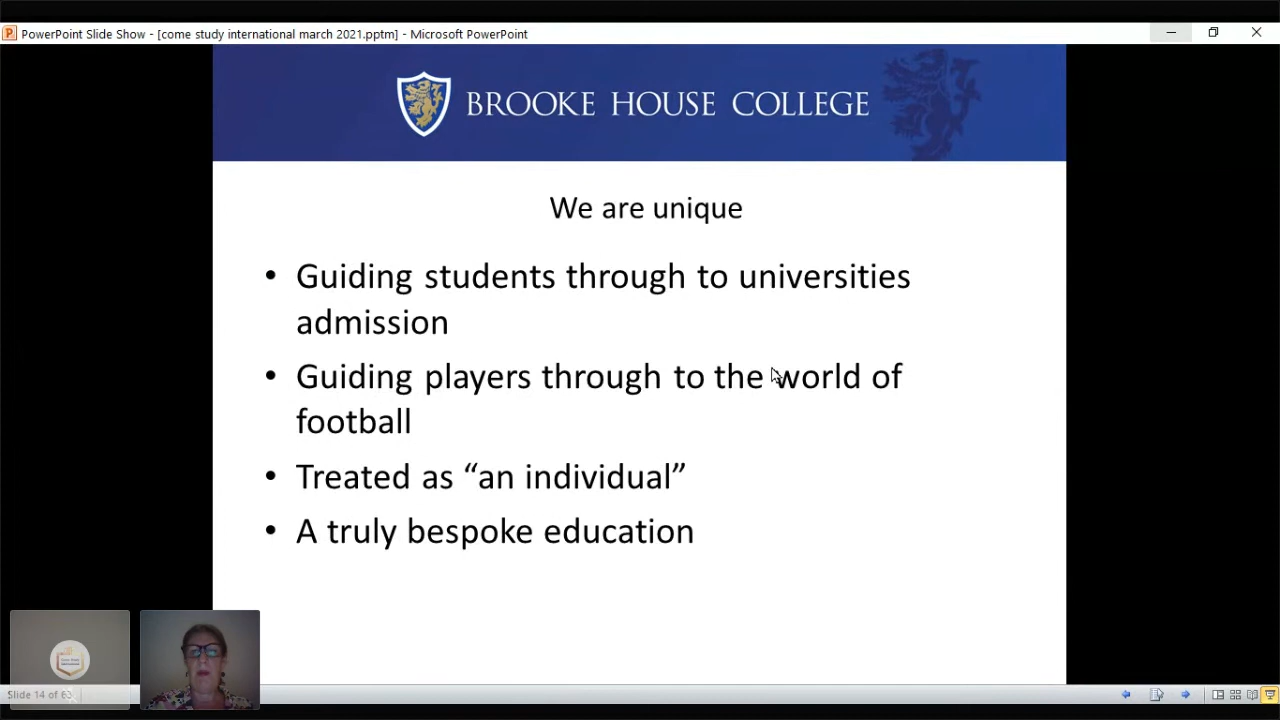 PowerPoint Slide Show - [come study international march 2021.pptm] - Microsoft PowerPoint
BROOKE HOUSE COLLEGE
We are unique
• Guiding students through to universities
admission
• Guiding players through to the world of
football
• Treated as “an individual”
• A truly bespoke education
Slide 14 of